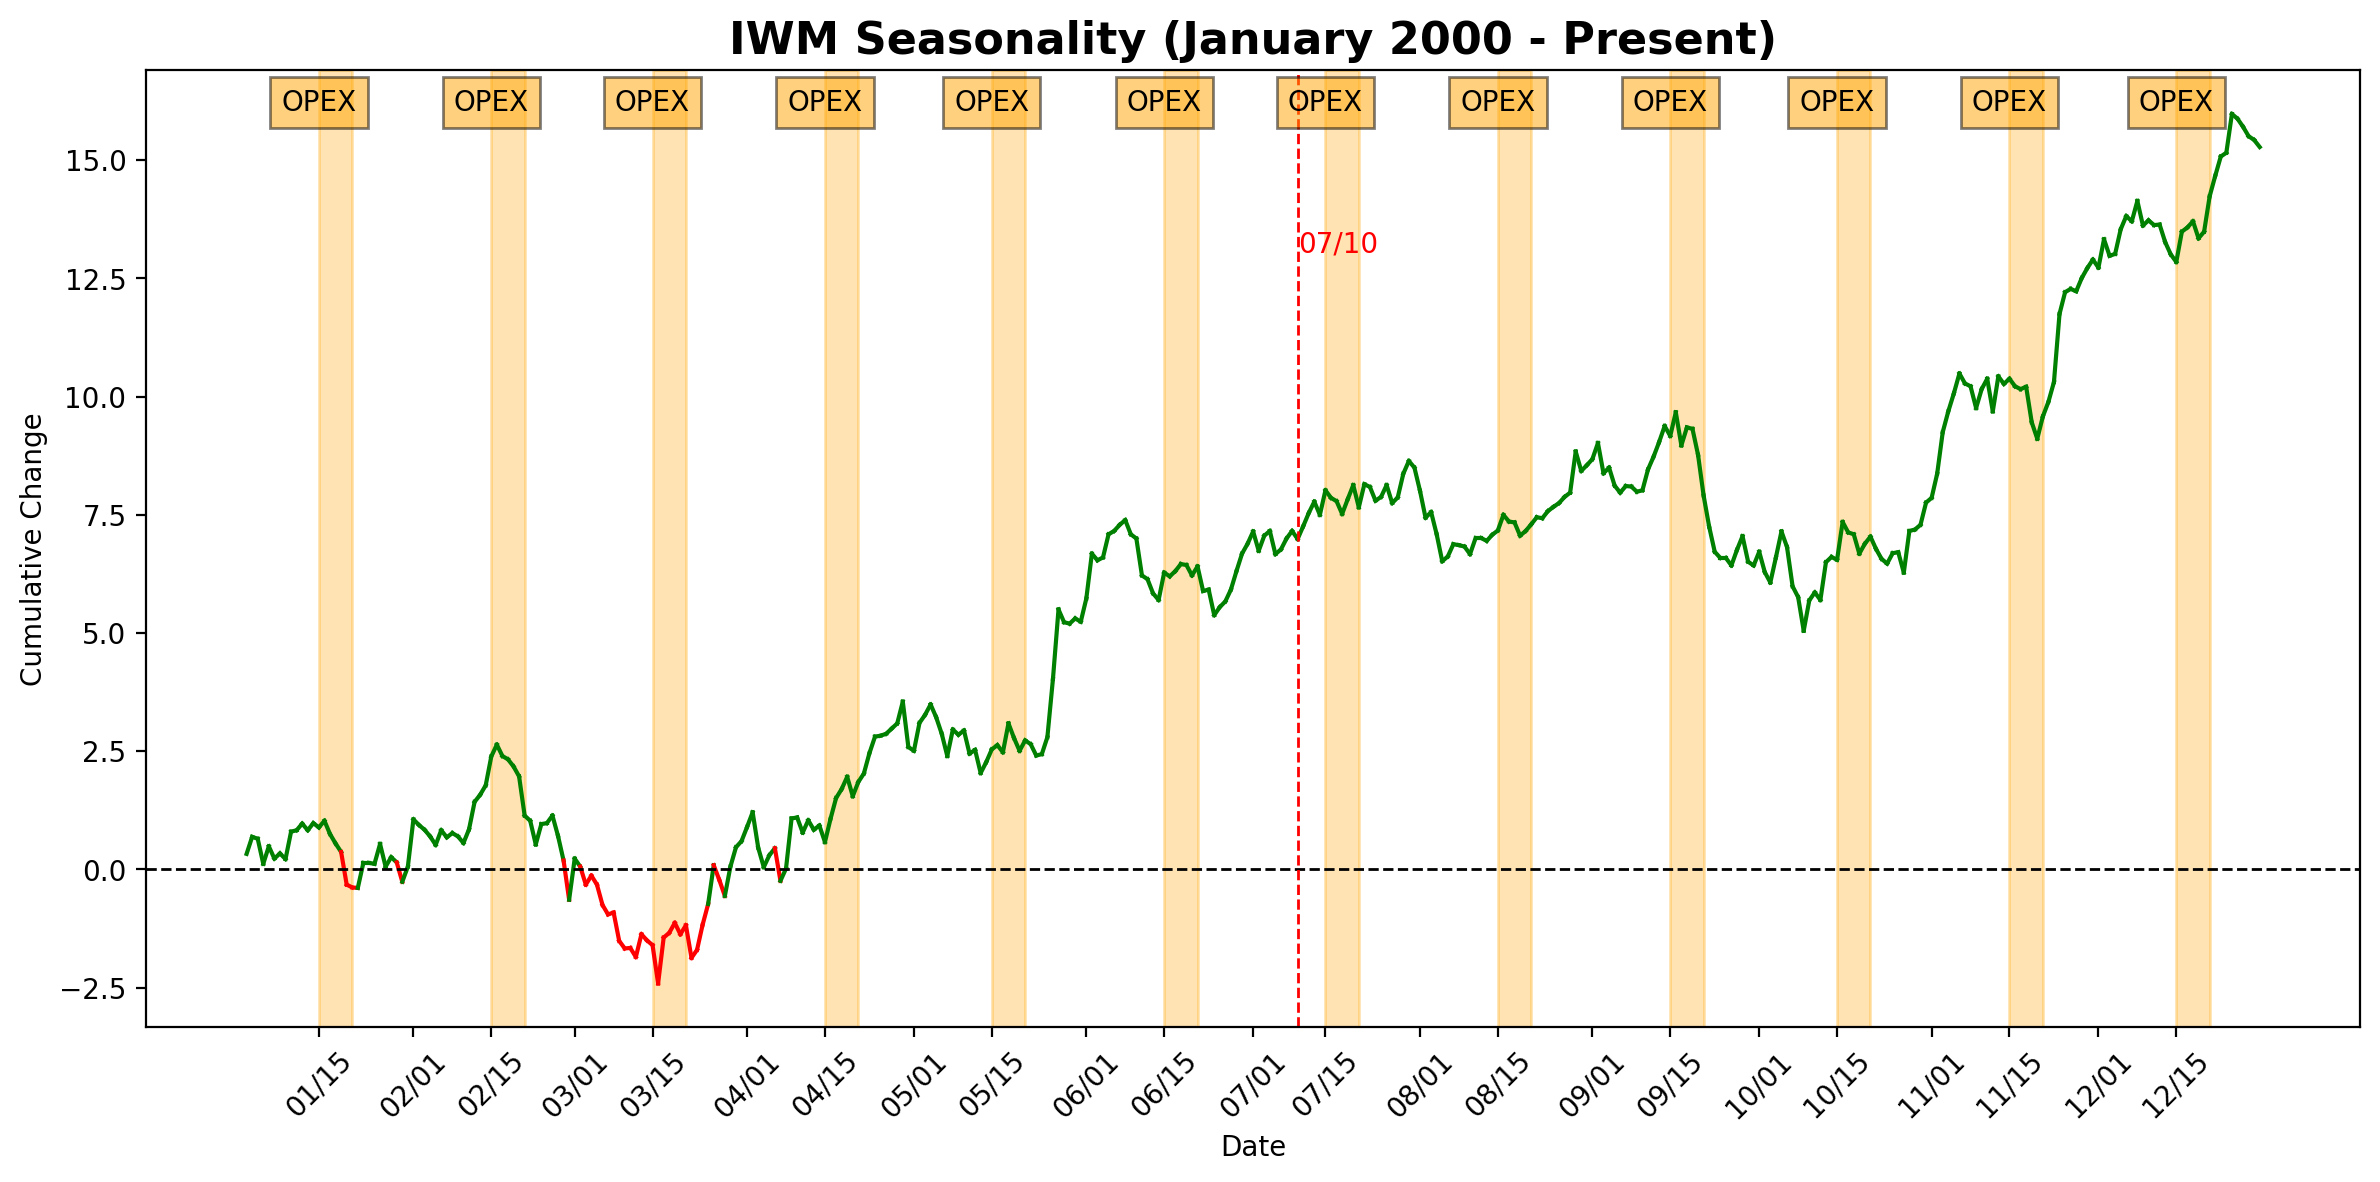 IWM Seasonality (January 2000 - Present)
OPEX OPEX OPEX OPEX OPEX OPEX OPEX OPEX OPEX OPEX OPEX OPEX
07/10
15.0
12.5
10.0
7.5
5.0
2.5
0.0
−2.5
Cumulative Change
01/15 02/01 02/15 03/01 03/15 04/01 04/15 05/01 05/15 06/01 06/15 07/01 07/15 08/01 08/15 09/01 09/15 10/01 10/15 11/01 11/15 12/01 12/15
Date